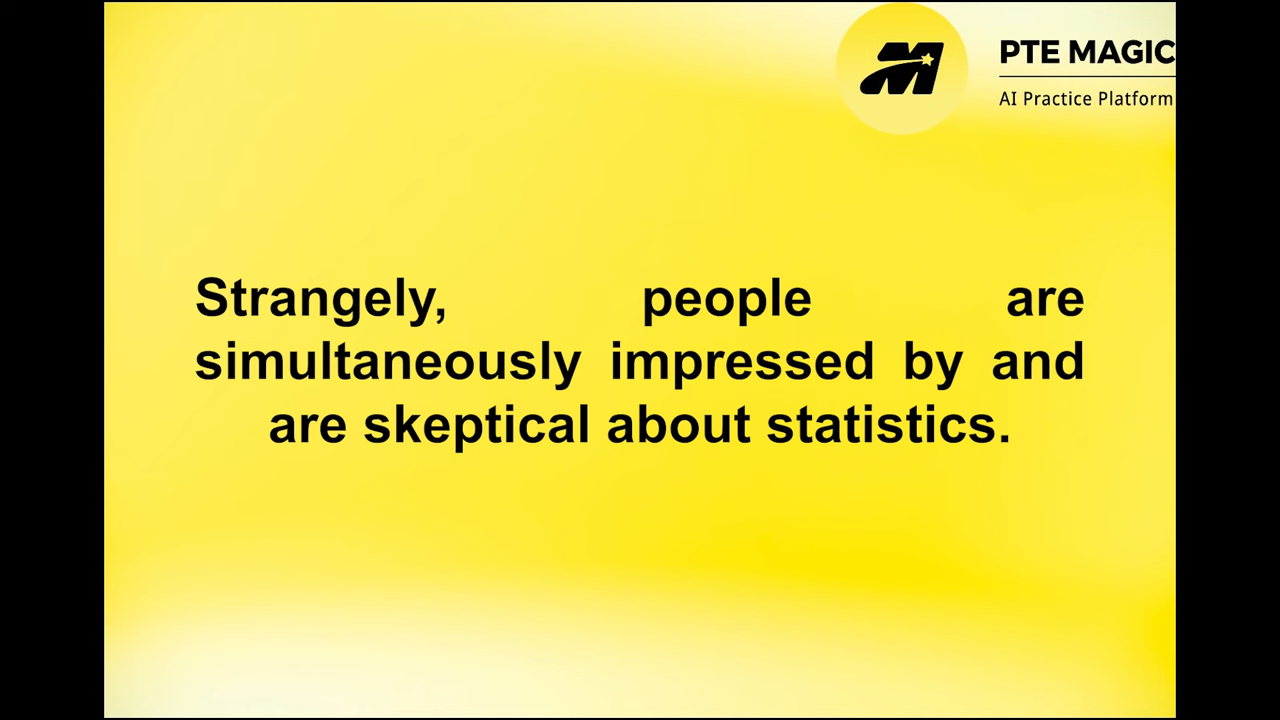 PTE MAGIC
AI Practice Platform
Strangely, people are
simultaneously impressed by and
are skeptical about statistics.